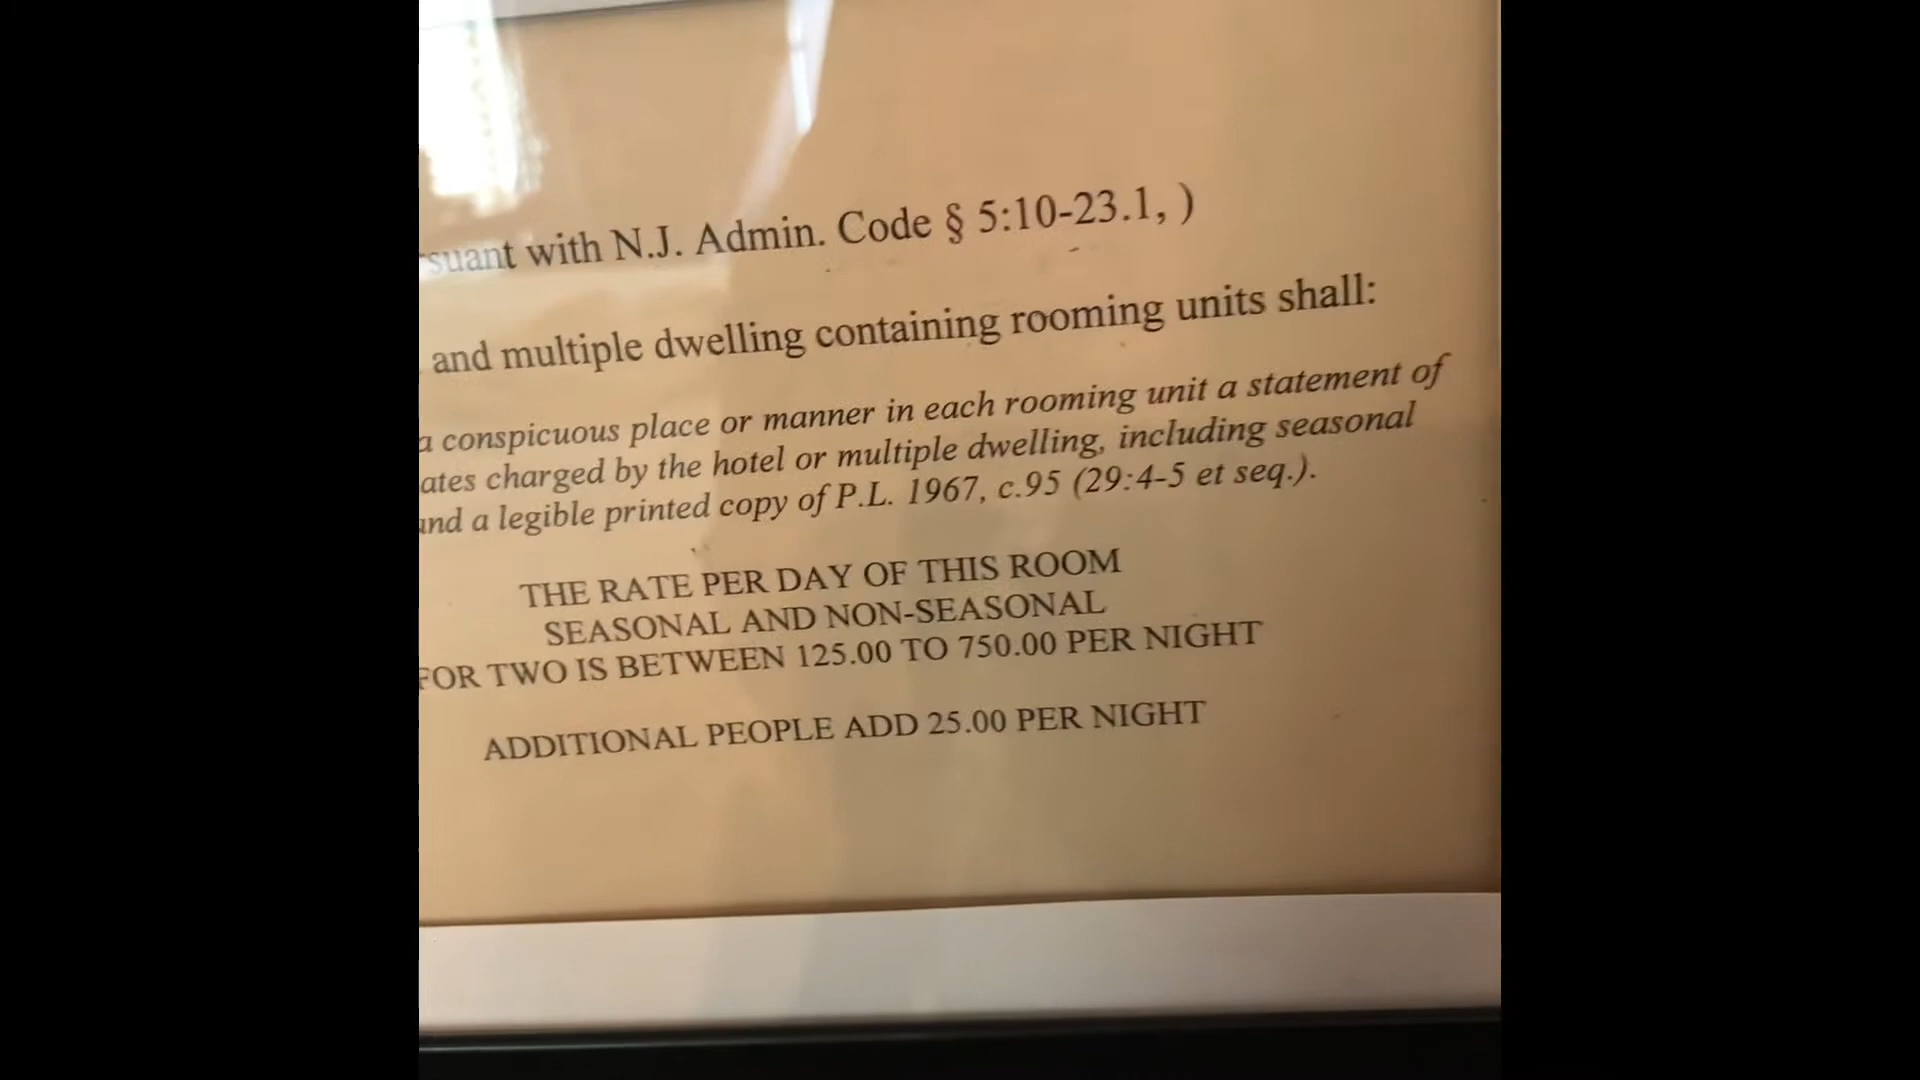 suant with N.J. Admin. Code § 5:10-23.1, )
and multiple dwelling containing rooming units shall:
a conspicuous place or manner in each rooming unit a statement of
ates charged by the hotel or multiple dwelling, including seasonal
and a legible printed copy of P.L. 1967, c.95 (29:4-5 et seq.).
THE RATE PER DAY OF THIS ROOM
SEASONAL AND NON-SEASONAL
FOR TWO IS BETWEEN 125.00 TO 750.00 PER NIGHT
ADDITIONAL PEOPLE ADD 25.00 PER NIGHT